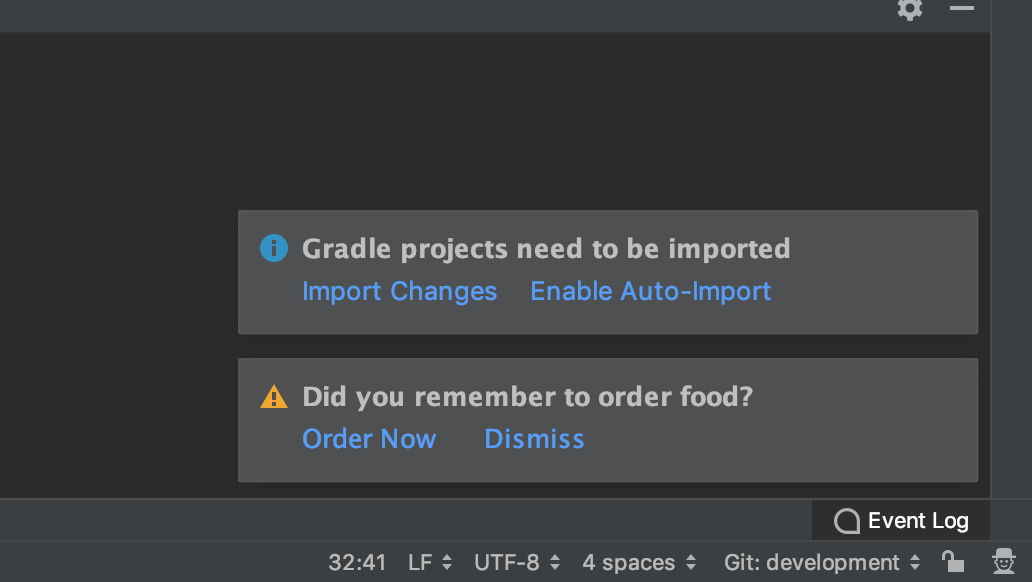 Gradle projects need to be imported
Import Changes Enable Auto-Import
Did you remember to order food?
Order Now Dismiss
Event Log
32:41 LF UTF-8 4 spaces Git: development